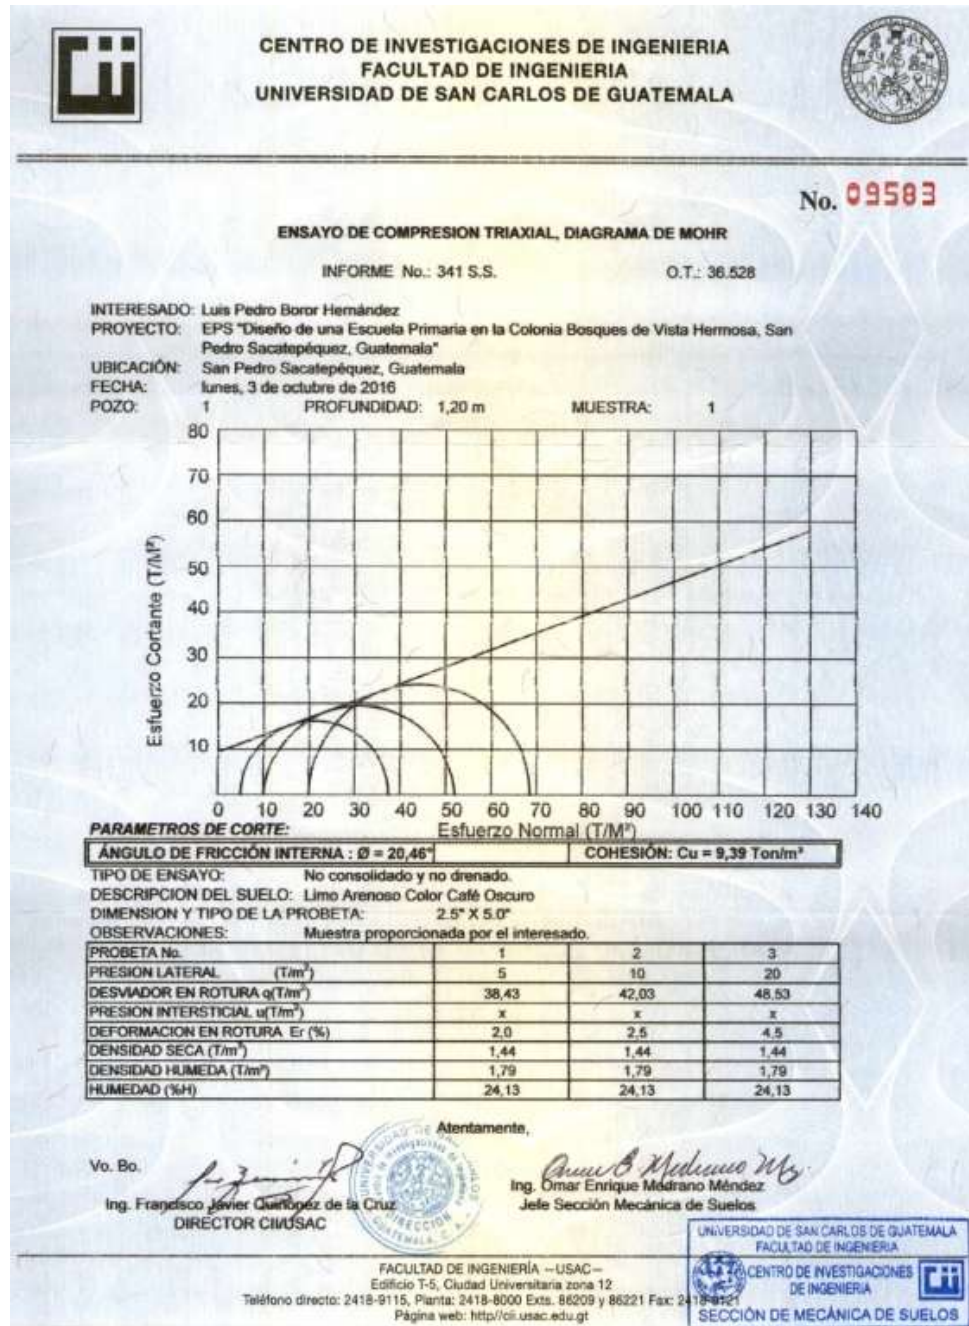 CENTRO DE INVESTIGACIONES DE INGENIERIA
FACULTAD DE INGENIERIA
UNIVERSIDAD DE SAN CARLOS DE GUATEMALA
No. 09583
ENSAYO DE COMPRESION TRIAXIAL, DIAGRAMA DE MOHR
INFORME No.: 341 S.S. O.T.: 36.528
INTERESADO: Luis Pedro Boror Hernández
PROYECTO: EPS "Diseño de una Escuela Primaria en la Colonia Bosques de Vista Hermosa, San
Pedro Sacatepéquez, Guatemala"
UBICACIÓN: San Pedro Sacatepéquez, Guatemala
FECHA: lunes, 3 de octubre de 2016
POZO: 1 PROFUNDIDAD: 1,20 m MUESTRA: 1
80
70
60
50
40
30
20
10
Esfuerzo Cortante (T/M²)
0 10 20 30 40 50 60 70 80 90 100 110 120 130 140
Esfuerzo Normal (T/M²)
PARAMETROS DE CORTE:
ÁNGULO DE FRICCIÓN INTERNA : Ø = 20,46° COHESIÓN: Cu = 9,39 Ton/m²
TIPO DE ENSAYO: No consolidado y no drenado.
DESCRIPCION DEL SUELO: Limo Arenoso Color Café Oscuro
DIMENSION Y TIPO DE LA PROBETA: 2.5" X 5.0"
OBSERVACIONES: Muestra proporcionada por el interesado.
PROBETA No. 1 2 3
PRESION LATERAL (T/m²) 5 10 20
DESVIADOR EN ROTURA q(T/m²) 38,43 42,03 48,53
PRESION INTERSTICIAL u(T/m²) x x x
DEFORMACION EN ROTURA Er (%) 2,0 2,5 4,5
DENSIDAD SECA (T/m³) 1,44 1,44 1,44
DENSIDAD HUMEDA (T/m³) 1,79 1,79 1,79
HUMEDAD (%H) 24,13 24,13 24,13
Atentamente,
Vo. Bo.
Ing. Francisco Javier Quiñonez de la Cruz
DIRECTOR CII/USAC
Ing. Omar Enrique Medrano Méndez
Jefe Sección Mecánica de Suelos
UNIVERSIDAD DE SAN CARLOS DE GUATEMALA
FACULTAD DE INGENIERIA
CENTRO DE INVESTIGACIONES
DE INGENIERIA
SECCIÓN DE MECÁNICA DE SUELOS
FACULTAD DE INGENIERÍA —USAC—
Edificio T-5, Ciudad Universitaria zona 12
Teléfono directo: 2418-9115, Planta: 2418-8000 Exts. 86209 y 86221 Fax: 2418-9121
Página web: http//cii.usac.edu.gt